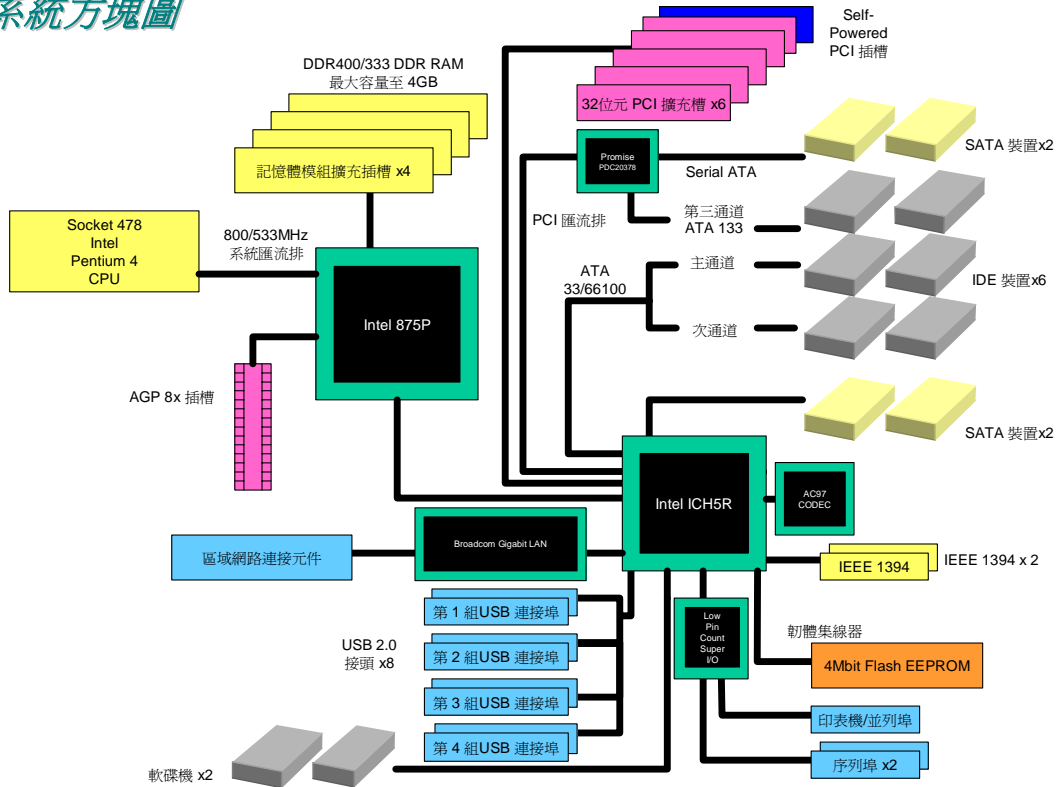 系統方塊圖
Self-
Powered
PCI 插槽
DDR400/333 DDR RAM
最大容量至 4GB
32位元 PCI 擴充槽 x6
記憶體模組擴充插槽 x4
Promise
PDC20378
Serial ATA
SATA 裝置x2
PCI 匯流排
第三通道
ATA 133
Socket 478
Intel
Pentium 4
CPU
800/533MHz
系統匯流排
ATA
33/66100
主通道
次通道
IDE 裝置x6
Intel 875P
AGP 8x 插槽
SATA 裝置x2
Intel ICH5R
AC97
CODEC
區域網路連接元件
Broadcom Gigabit LAN
IEEE 1394
IEEE 1394 x 2
USB 2.0
接頭 x8
第 1 組USB 連接埠
第 2 組USB 連接埠
第 3 組USB 連接埠
第 4 組USB 連接埠
Low
Pin
Count
Super
I/O
韌體集線器
4Mbit Flash EEPROM
印表機/並列埠
序列埠 x2
軟碟機 x2